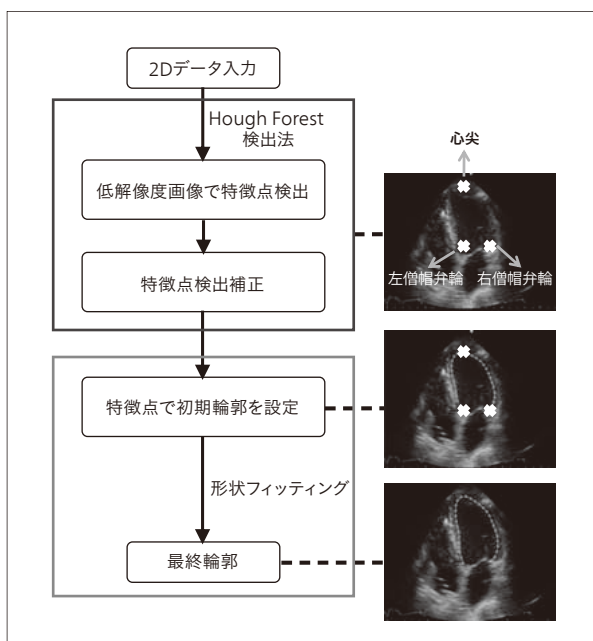 2Dデータ入力
Hough Forest
検出法
低解像度画像で特徴点検出
特徴点検出補正
心尖
左僧帽弁輪
右僧帽弁輪
特徴点で初期輪郭を設定
形状フィッティング
最終輪郭